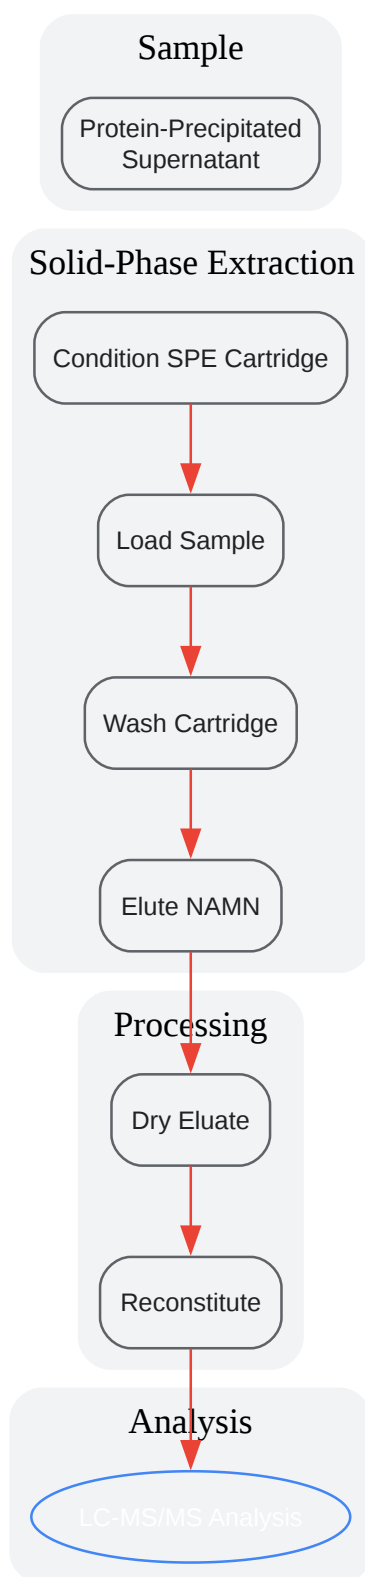 Sample
Protein-Precipitated
Supernatant
Solid-Phase Extraction
Condition SPE Cartridge
Load Sample
Wash Cartridge
Elute NAMN
Processing
Dry Eluate
Reconstitute
Analysis
LC-MS/MS Analysis